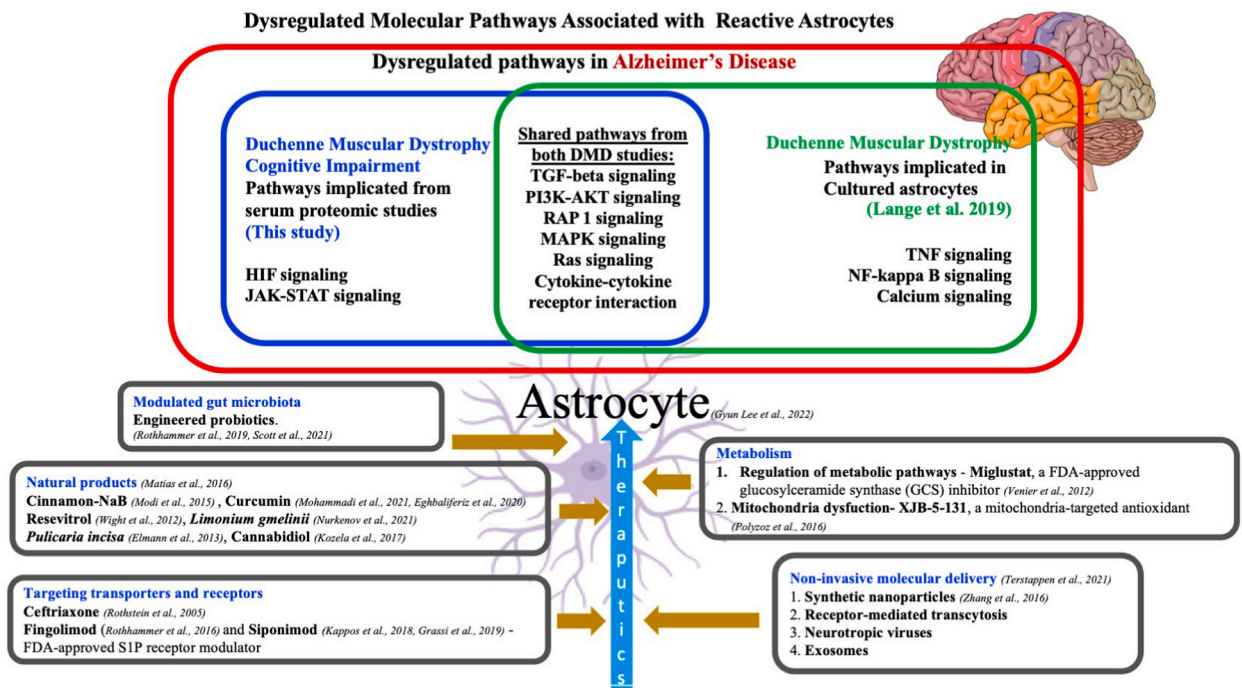 Dysregulated Molecular Pathways Associated with Reactive Astrocytes
Dysregulated pathways in Alzheimer's Disease
Duchenne Muscular Dystrophy
Cognitive Impairment
Pathways implicated from
serum proteomic studies
(This study)
HIF signaling
JAK-STAT signaling
Shared pathways from
both DMD studies:
TGF-beta signaling
PI3K-AKT signaling
RAP 1 signaling
MAPK signaling
Ras signaling
Cytokine-cytokine
receptor interaction
Duchenne Muscular Dystrophy
Pathways implicated in
Cultured astrocytes
(Lange et al. 2019)
TNF signaling
NF-kappa B signaling
Calcium signaling
Astrocyte (Gyun Lee et al., 2022)
Theraputics
Modulated gut microbiota
Engineered probiotics.
(Rothhammer et al., 2019, Scott et al., 2021)
Natural products (Matias et al., 2016)
Cinnamon-NaB (Modi et al., 2015) , Curcumin (Mohammadi et al., 2021, Eghbaliferiz et al., 2020)
Resevitrol (Wight et al., 2012), Limonium gmelinii (Nurkenov et al., 2021)
Pulicaria incisa (Elmann et al., 2013), Cannabidiol (Kozela et al., 2017)
Targeting transporters and receptors
Ceftriaxone (Rothstein et al., 2005)
Fingolimod (Rothhammer et al., 2016) and Siponimod (Kappos et al., 2018, Grassi et al., 2019) -
FDA-approved S1P receptor modulator
Metabolism
1. Regulation of metabolic pathways - Miglustat, a FDA-approved
glucosylceramide synthase (GCS) inhibitor (Venier et al., 2012)
2. Mitochondria dysfuction- XJB-5-131, a mitochondria-targeted antioxidant
(Polyzoz et al., 2016)
Non-invasive molecular delivery (Terstappen et al., 2021)
1. Synthetic nanoparticles (Zhang et al., 2016)
2. Receptor-mediated transcytosis
3. Neurotropic viruses
4. Exosomes